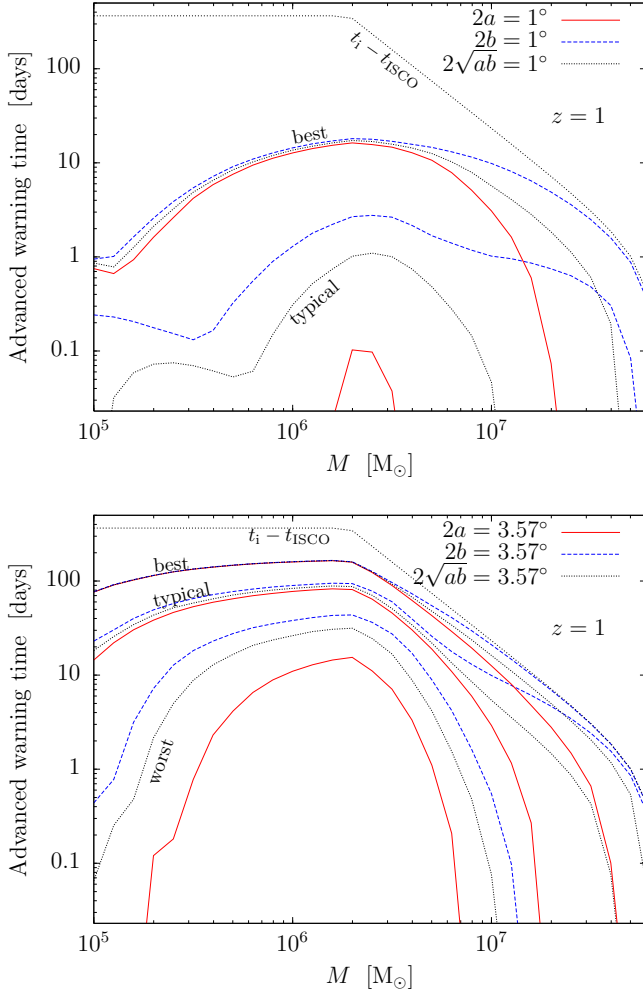 Advanced warning time [days]
100
10
1
0.1
t_i − t_ISCO
2a = 1°
2b = 1°
2√ab = 1°
z = 1
best
typical
10^5
10^6
10^7
M [M_⊙]
Advanced warning time [days]
100
10
1
0.1
t_i − t_ISCO
2a = 3.57°
2b = 3.57°
2√ab = 3.57°
z = 1
best
typical
worst
10^5
10^6
10^7
M [M_⊙]